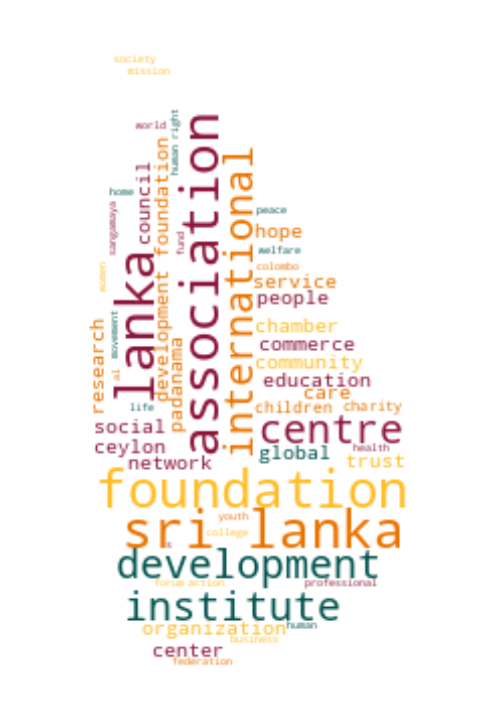 society
mission
world
human right
association
council
development foundation
international
home
sangamaya
peace
hope
fund
welfare
lanka
women
colombo
service
people
movement
research
padanama
chamber
commerce
community
al
education
care
life
children
charity
social
centre
ceylon
global
health
network
trust
foundation
sri lanka
youth
college
s
development
forum
action
professional
institute
organization
human
business
center
federation